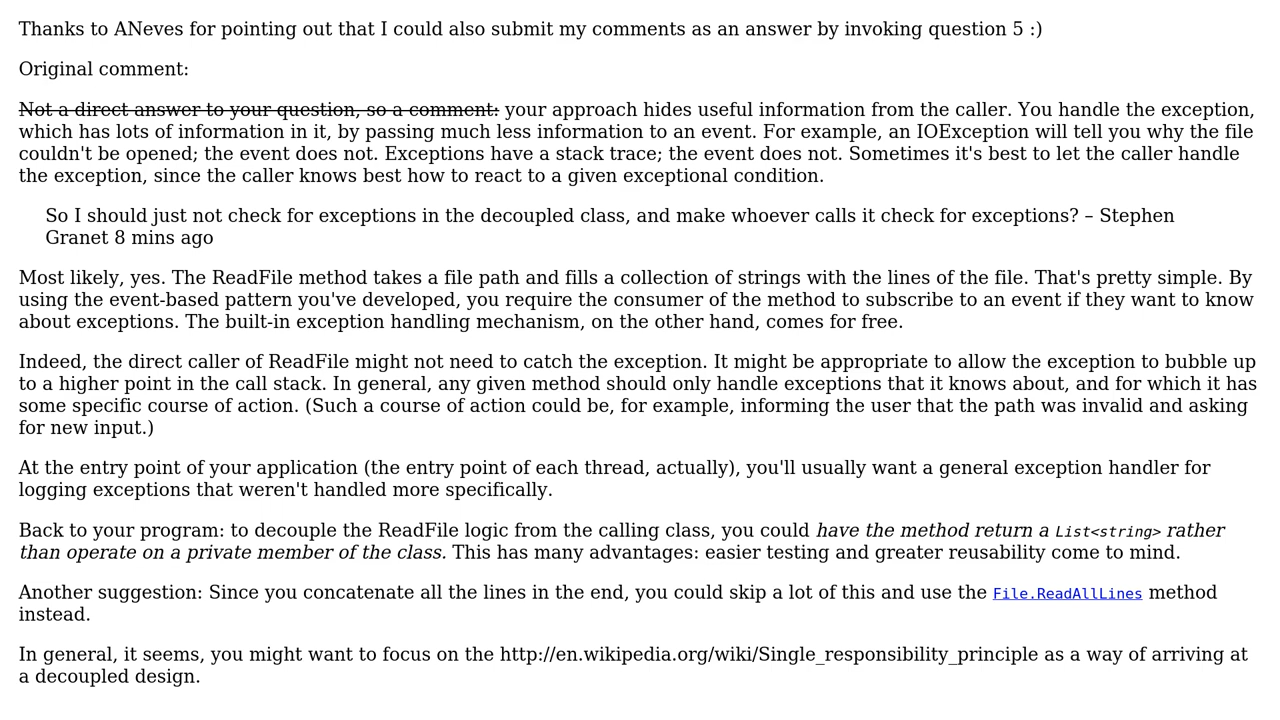 Thanks to ANeves for pointing out that I could also submit my comments as an answer by invoking question 5 :)
Original comment:
Not a direct answer to your question, so a comment: your approach hides useful information from the caller. You handle the exception,
which has lots of information in it, by passing much less information to an event. For example, an IOException will tell you why the file
couldn't be opened; the event does not. Exceptions have a stack trace; the event does not. Sometimes it's best to let the caller handle
the exception, since the caller knows best how to react to a given exceptional condition.
So I should just not check for exceptions in the decoupled class, and make whoever calls it check for exceptions? – Stephen
Granet 8 mins ago
Most likely, yes. The ReadFile method takes a file path and fills a collection of strings with the lines of the file. That's pretty simple. By
using the event-based pattern you've developed, you require the consumer of the method to subscribe to an event if they want to know
about exceptions. The built-in exception handling mechanism, on the other hand, comes for free.
Indeed, the direct caller of ReadFile might not need to catch the exception. It might be appropriate to allow the exception to bubble up
to a higher point in the call stack. In general, any given method should only handle exceptions that it knows about, and for which it has
some specific course of action. (Such a course of action could be, for example, informing the user that the path was invalid and asking
for new input.)
At the entry point of your application (the entry point of each thread, actually), you'll usually want a general exception handler for
logging exceptions that weren't handled more specifically.
Back to your program: to decouple the ReadFile logic from the calling class, you could have the method return a List<string> rather
than operate on a private member of the class. This has many advantages: easier testing and greater reusability come to mind.
Another suggestion: Since you concatenate all the lines in the end, you could skip a lot of this and use the File.ReadAllLines method
instead.
In general, it seems, you might want to focus on the http://en.wikipedia.org/wiki/Single_responsibility_principle as a way of arriving at
a decoupled design.